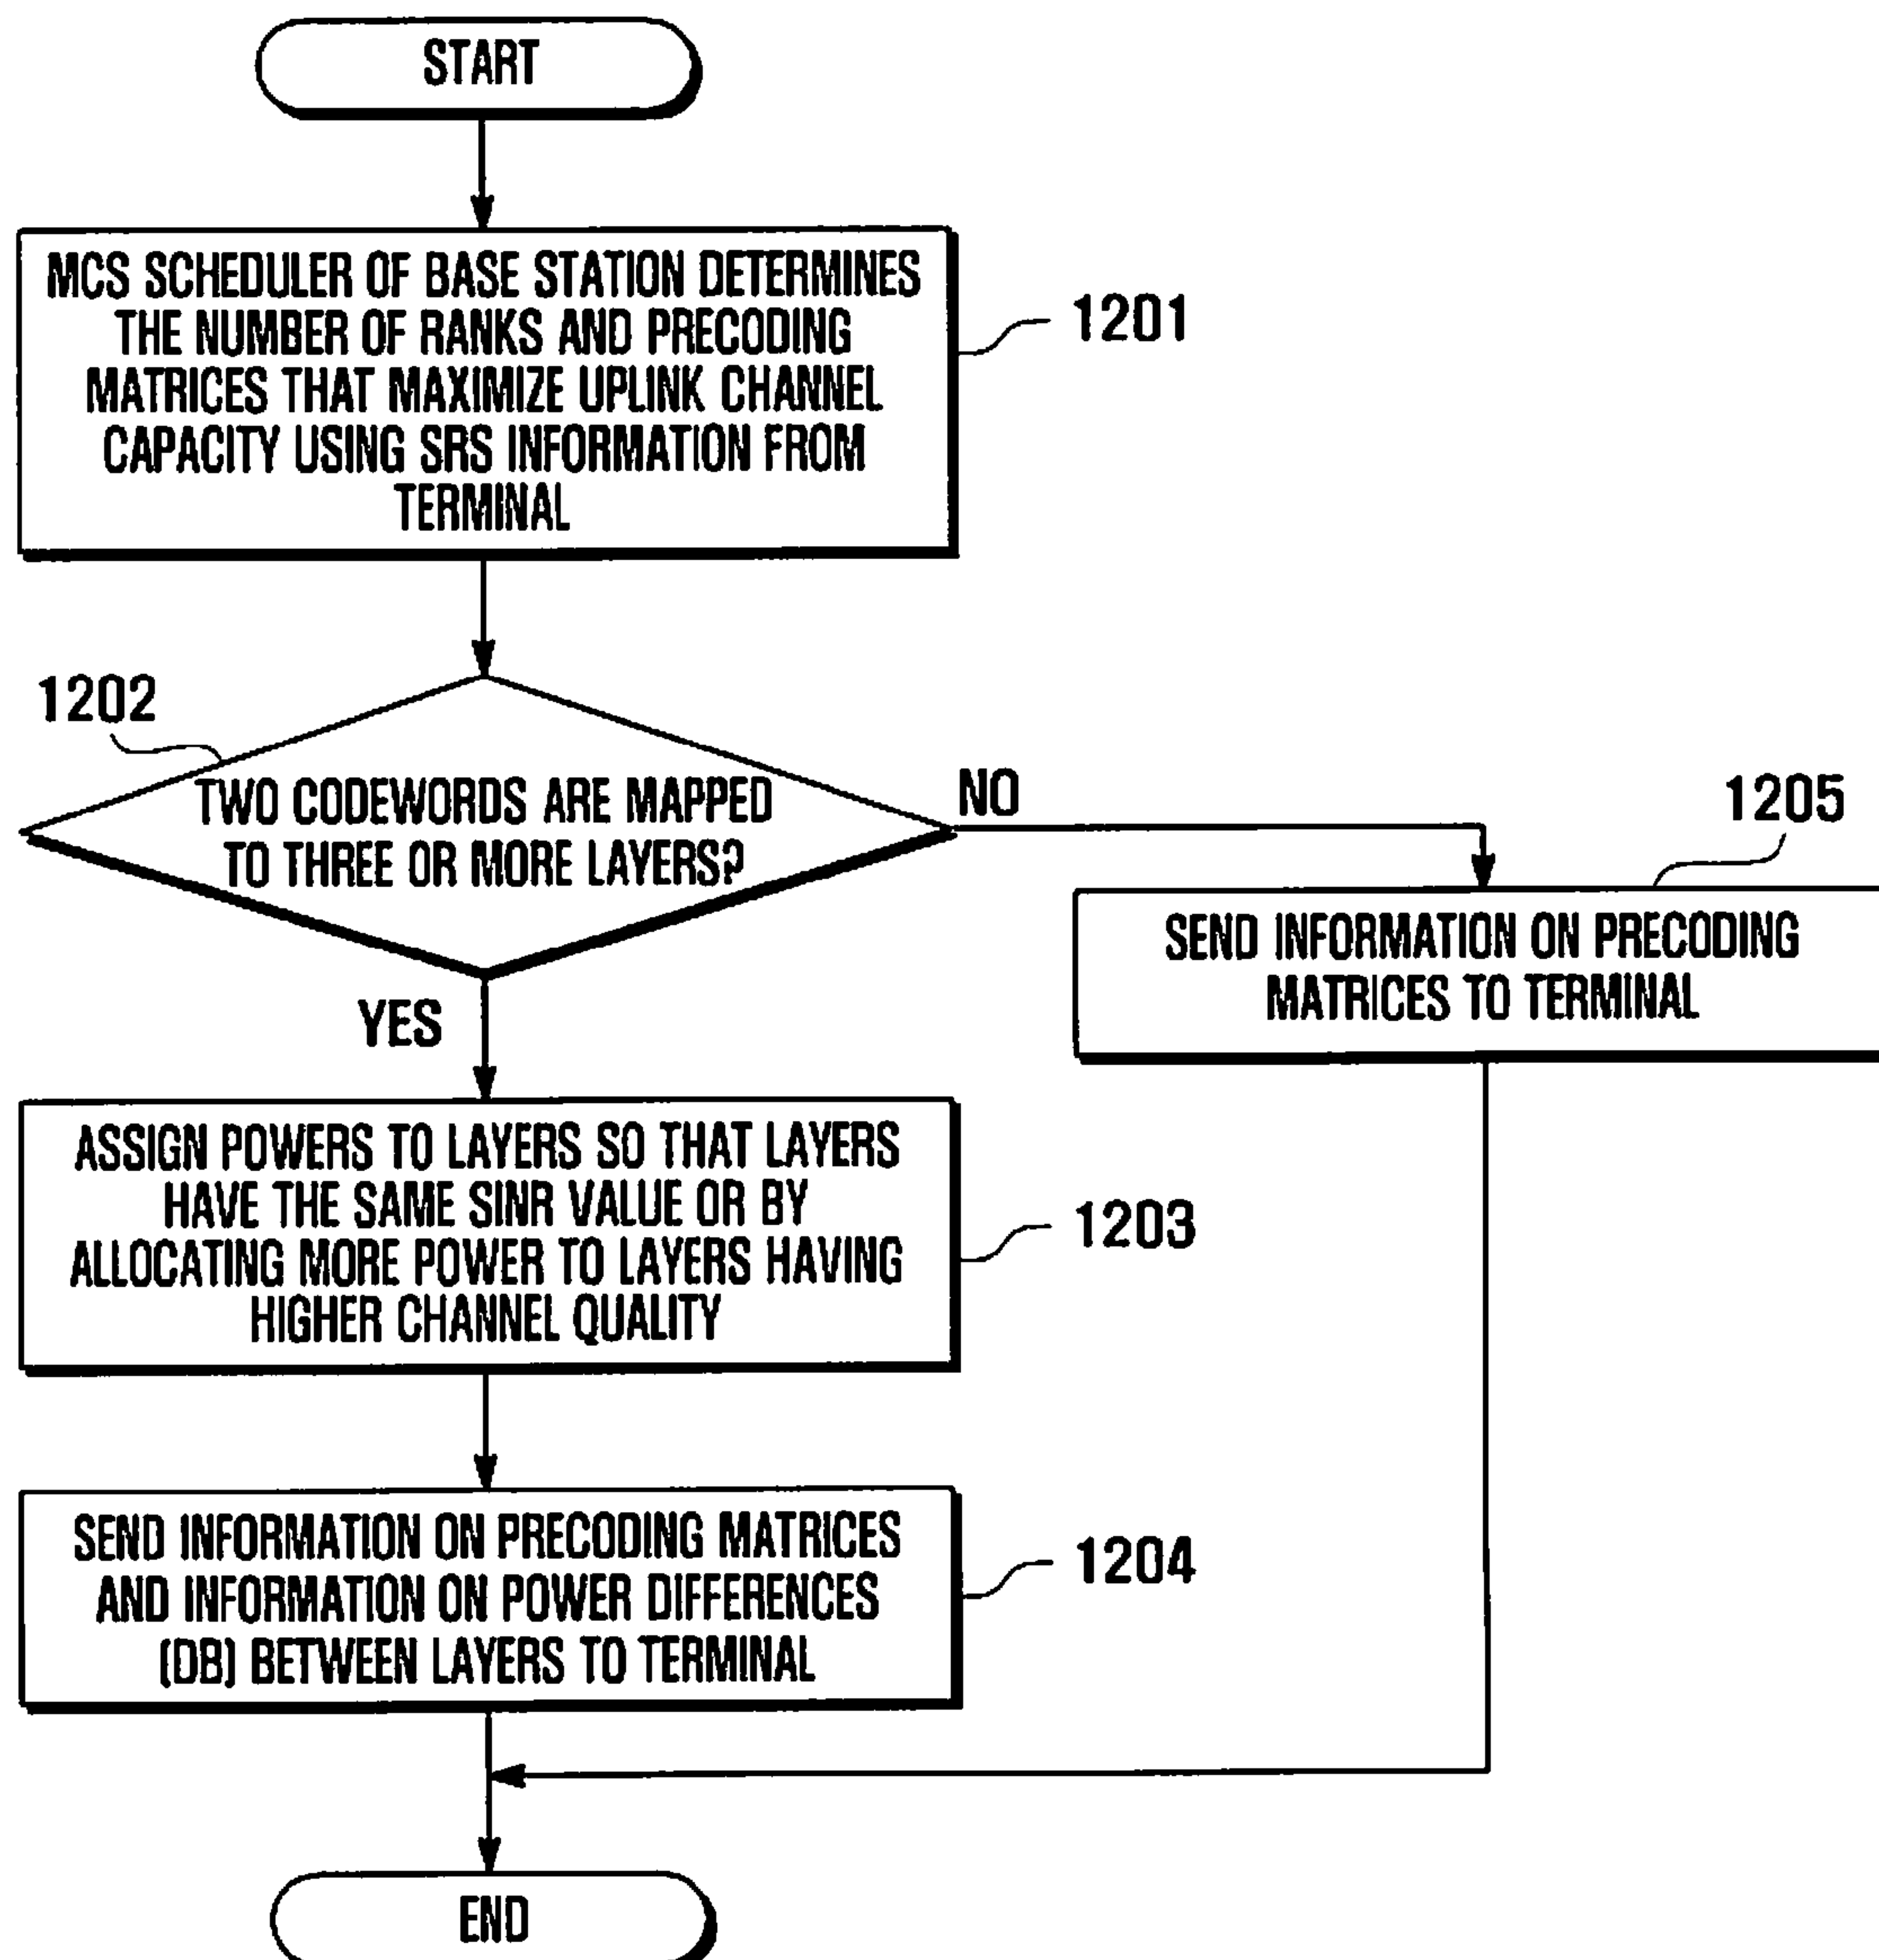 START
MCS SCHEDULER OF BASE STATION DETERMINES
THE NUMBER OF RANKS AND PRECODING
MATRICES THAT MAXIMIZE UPLINK CHANNEL
CAPACITY USING SRS INFORMATION FROM
TERMINAL
1201
1202
TWO CODEWORDS ARE MAPPED
TO THREE OR MORE LAYERS?
NO
1205
SEND INFORMATION ON PRECODING
MATRICES TO TERMINAL
YES
ASSIGN POWERS TO LAYERS SO THAT LAYERS
HAVE THE SAME SINR VALUE OR BY
ALLOCATING MORE POWER TO LAYERS HAVING
HIGHER CHANNEL QUALITY
1203
SEND INFORMATION ON PRECODING MATRICES
AND INFORMATION ON POWER DIFFERENCES
(DB) BETWEEN LAYERS TO TERMINAL
1204
END